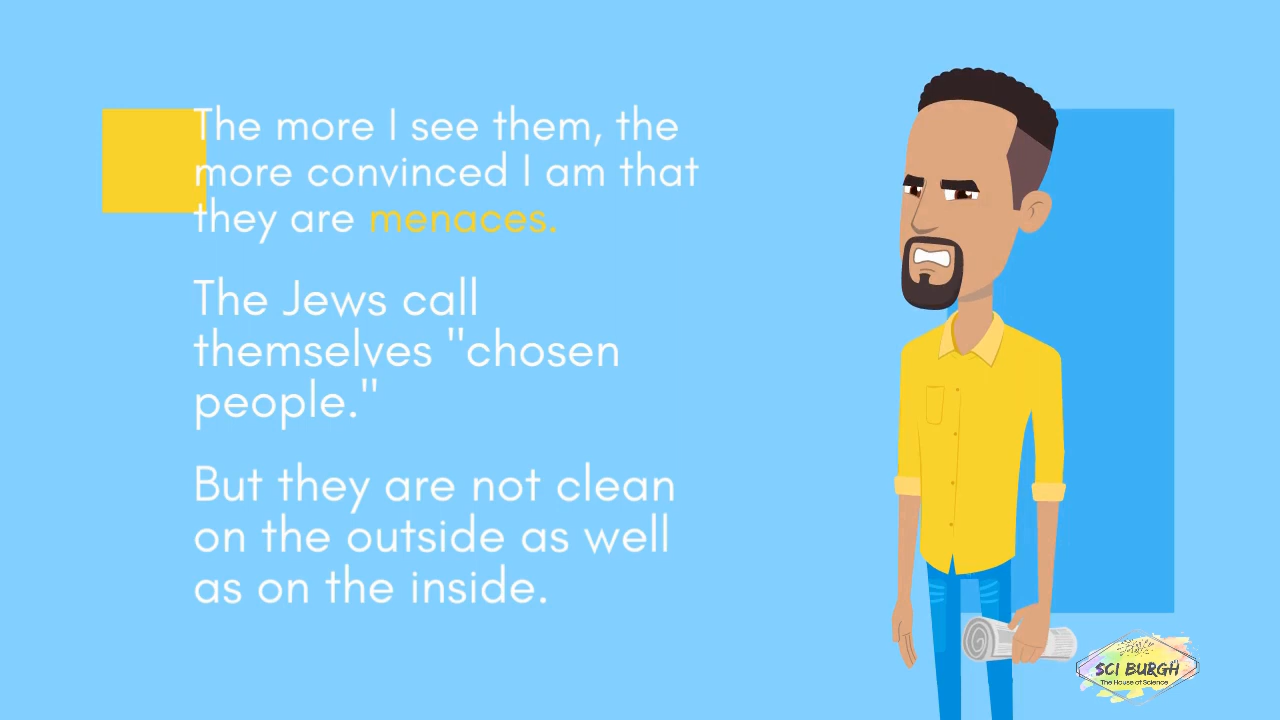 The more I see them, the
more convinced I am that
they are menaces.
The Jews call
themselves "chosen
people."
But they are not clean
on the outside as well
as on the inside.
SCI BURGH
The House of Science